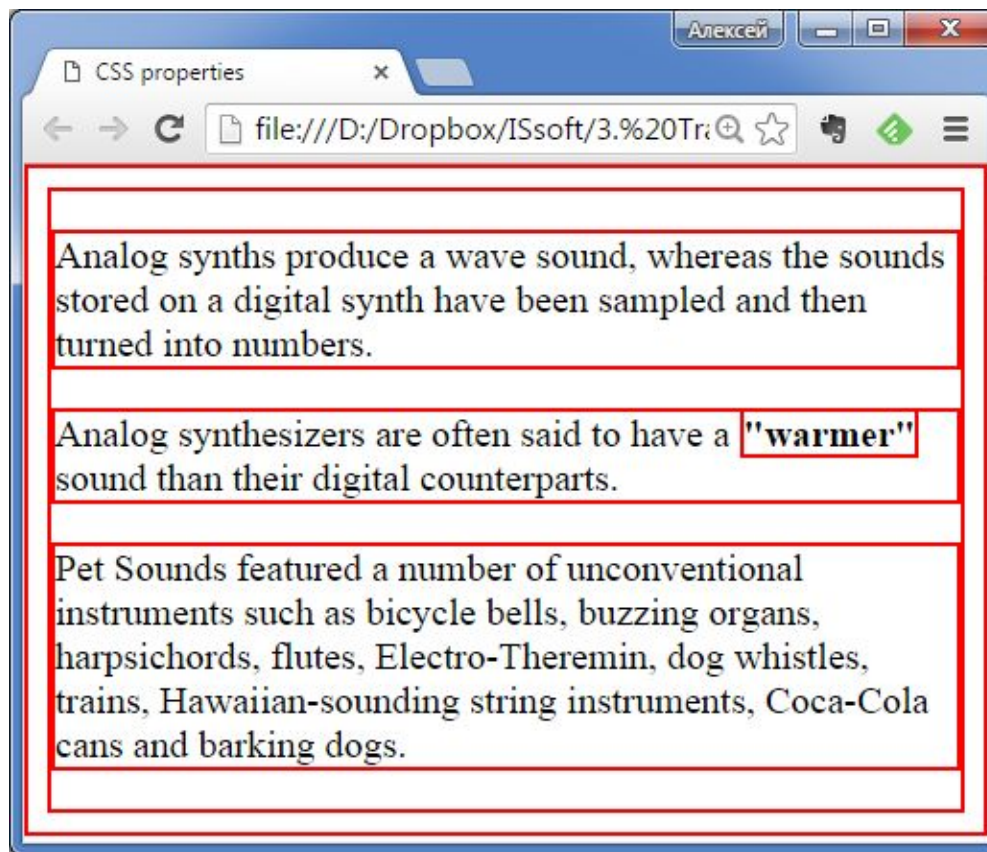 Алексей
CSS properties
file:///D:/Dropbox/ISsoft/3.%20Tra
Analog synths produce a wave sound, whereas the sounds
stored on a digital synth have been sampled and then
turned into numbers.
Analog synthesizers are often said to have a "warmer"
sound than their digital counterparts.
Pet Sounds featured a number of unconventional
instruments such as bicycle bells, buzzing organs,
harpsichords, flutes, Electro-Theremin, dog whistles,
trains, Hawaiian-sounding string instruments, Coca-Cola
cans and barking dogs.